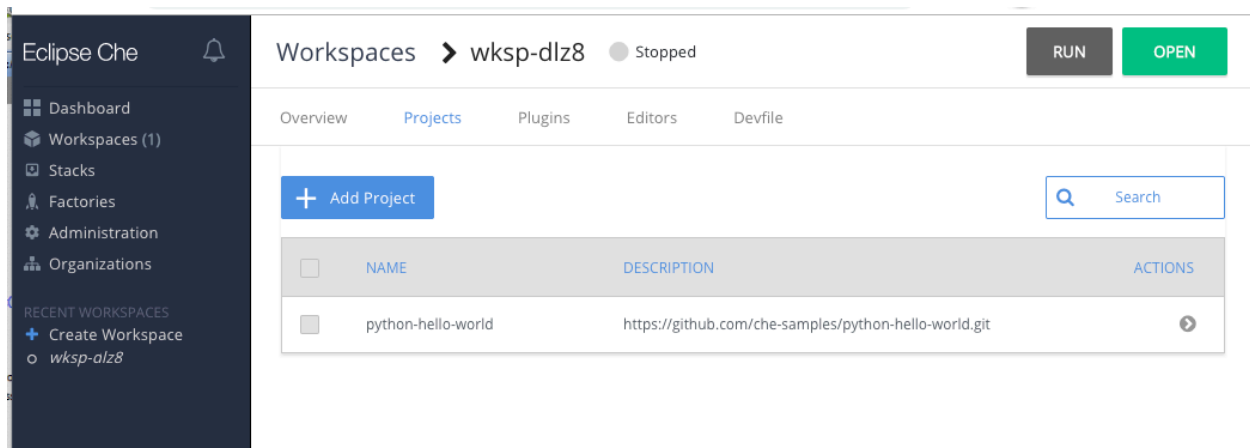 Eclipse Che
Workspaces > wksp-dlz8 Stopped
RUN
OPEN
Dashboard
Workspaces (1)
Stacks
Factories
Administration
Organizations
RECENT WORKSPACES
+ Create Workspace
wksp-alz8
Overview Projects Plugins Editors Devfile
+ Add Project
Search
NAME DESCRIPTION ACTIONS
python-hello-world https://github.com/che-samples/python-hello-world.git